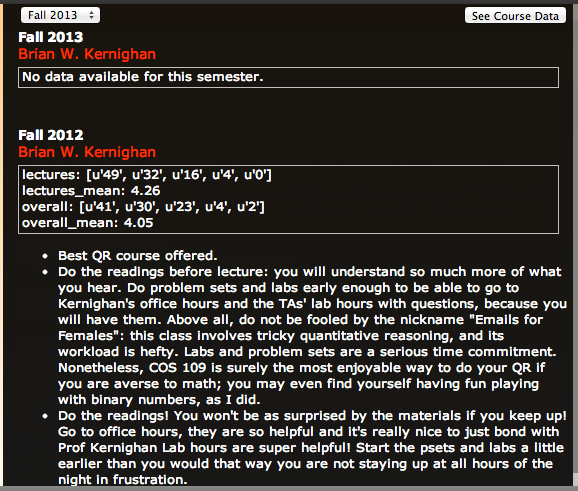 Fall 2013
See Course Data
Fall 2013
Brian W. Kernighan
No data available for this semester.
Fall 2012
Brian W. Kernighan
lectures: [u'49', u'32', u'16', u'4', u'0']
lectures_mean: 4.26
overall: [u'41', u'30', u'23', u'4', u'2']
overall_mean: 4.05
• Best QR course offered.
• Do the readings before lecture: you will understand so much more of what
you hear. Do problem sets and labs early enough to be able to go to
Kernighan's office hours and the TAs' lab hours with questions, because you
will have them. Above all, do not be fooled by the nickname "Emails for
Females": this class involves tricky quantitative reasoning, and its
workload is hefty. Labs and problem sets are a serious time commitment.
Nonetheless, COS 109 is surely the most enjoyable way to do your QR if
you are averse to math; you may even find yourself having fun playing
with binary numbers, as I did.
• Do the readings! You won't be as surprised by the materials if you keep up!
Go to office hours, they are so helpful and it's really nice to just bond with
Prof Kernighan Lab hours are super helpful! Start the psets and labs a little
earlier than you would that way you are not staying up at all hours of the
night in frustration.